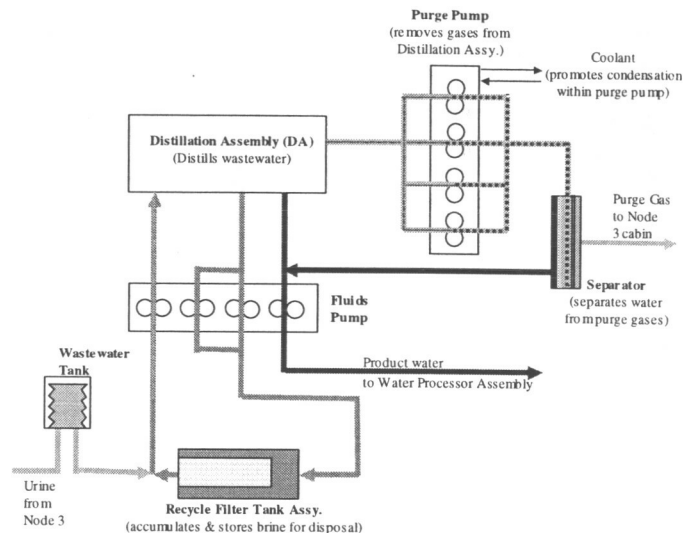 Purge Pump
(removes gases from
Distillation Assy.)
Coolant
(promotes condensation
within purge pump)
Distillation Assembly (DA)
(Distills wastewater)
Purge Gas
to Node
3 cabin
Separator
(separates water
from purge gases)
Fluids
Pump
Wastewater
Tank
Product water
to Water Processor Assembly
Urine
from
Node 3
Recycle Filter Tank Assy.
(accumulates & stores brine for disposal)